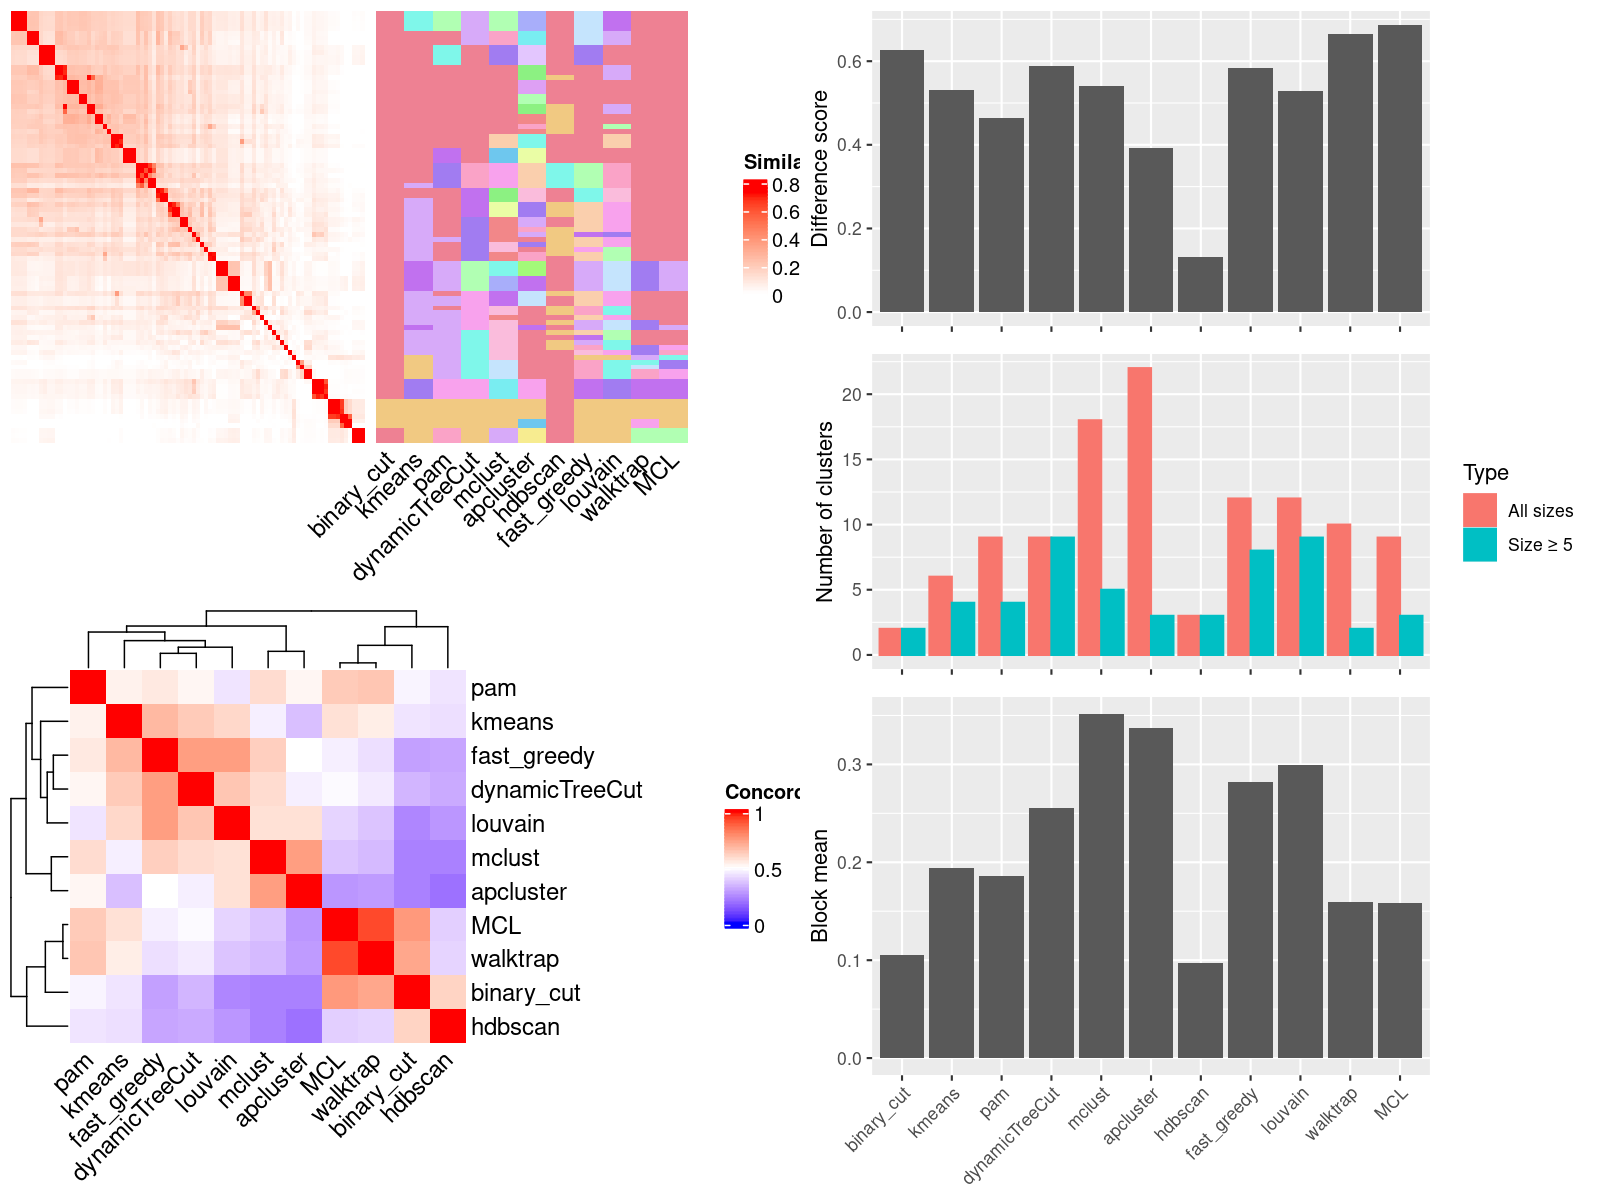 Simila
0.8
0.6
0.4
0.2
0
binary_cut
kmeans
pam
dynamicTreeCut
mclust
apcluster
hdbscan
fast_greedy
louvain
walktrap
MCL
pam
kmeans
fast_greedy
dynamicTreeCut
louvain
mclust
apcluster
MCL
walktrap
binary_cut
hdbscan
pam
kmeans
fast_greedy
dynamicTreeCut
louvain
mclust
apcluster
MCL
walktrap
binary_cut
hdbscan
Concorc
1
0.5
0
Difference score
0.6
0.4
0.2
0.0
Number of clusters
20
15
10
5
0
Type
All sizes
Size ≥ 5
Block mean
0.3
0.2
0.1
0.0
binary_cut
kmeans
pam
dynamicTreeCut
mclust
apcluster
hdbscan
fast_greedy
louvain
walktrap
MCL